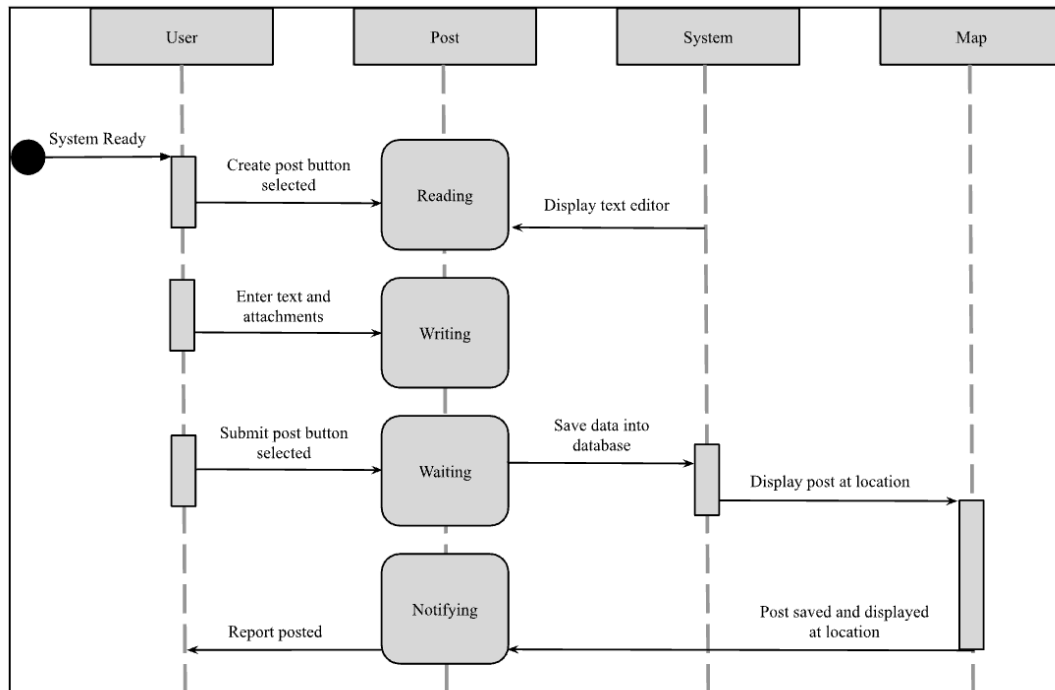 User
Post
System
Map
System Ready
Create post button
selected
Reading
Display text editor
Enter text and
attachments
Writing
Submit post button
selected
Waiting
Save data into
database
Display post at location
Notifying
Post saved and displayed
at location
Report posted